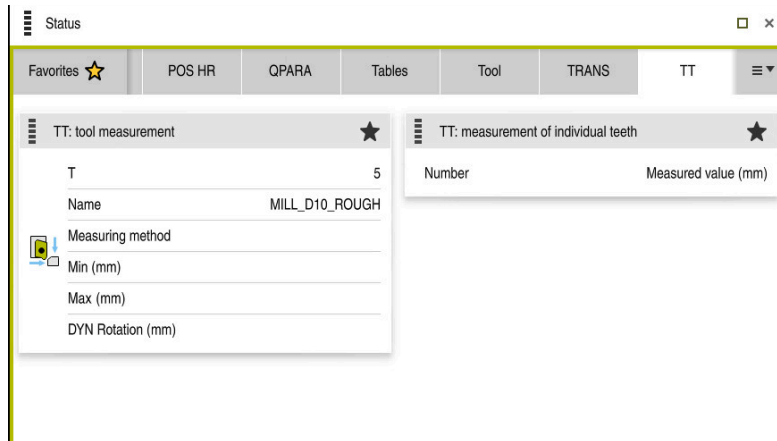 Status
Favorites POS HR QPARA Tables Tool TRANS TT
TT: tool measurement
T 5
Name MILL_D10_ROUGH
Measuring method
Min (mm)
Max (mm)
DYN Rotation (mm)
TT: measurement of individual teeth
Number Measured value (mm)